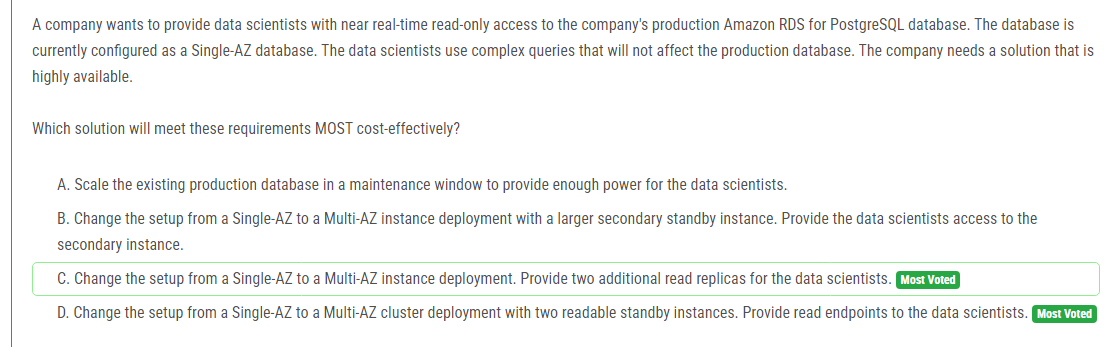 A company wants to provide data scientists with near real-time read-only access to the company's production Amazon RDS for PostgreSQL database. The database is
currently configured as a Single-AZ database. The data scientists use complex queries that will not affect the production database. The company needs a solution that is
highly available.
Which solution will meet these requirements MOST cost-effectively?
A. Scale the existing production database in a maintenance window to provide enough power for the data scientists.
B. Change the setup from a Single-AZ to a Multi-AZ instance deployment with a larger secondary standby instance. Provide the data scientists access to the
secondary instance.
C. Change the setup from a Single-AZ to a Multi-AZ instance deployment. Provide two additional read replicas for the data scientists. Most Voted
D. Change the setup from a Single-AZ to a Multi-AZ cluster deployment with two readable standby instances. Provide read endpoints to the data scientists. Most Voted